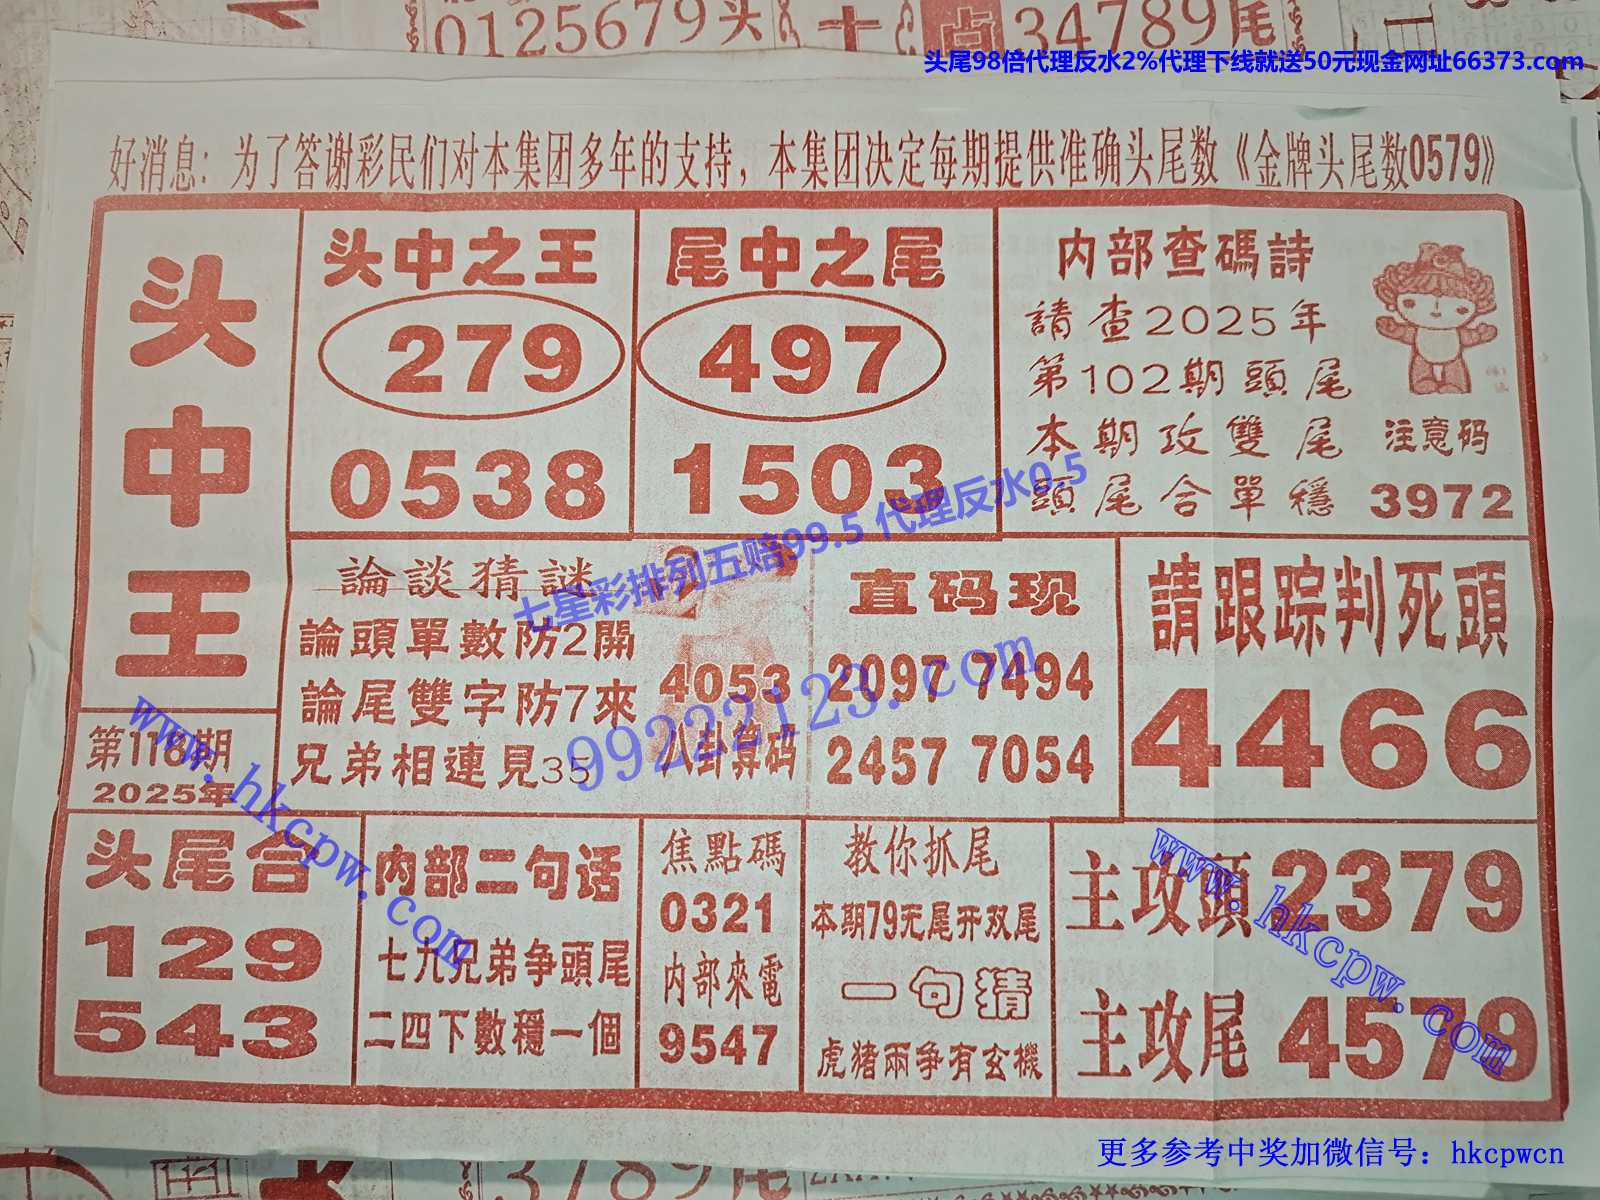 0125679头
34789尾
头尾98倍代理反水2%代理下线就送50元现金网址66373.com
好消息：为了答谢彩民们对本集团多年的支持，本集团决定每期提供准确头尾数《金牌头尾数0579》
头中王
第118期
2025年
头中之王
279
0538
尾中之尾
497
1503
内部查碼詩
請查2025年
第102期頭尾
本期攻雙尾
頭尾合單穩
注意码
3972
論談猜謎
論頭單數防2開
論尾雙字防7來
兄弟相連見35
4053
八卦算码
直码现
2097 7494
2457 7054
請跟踪判死頭
4466
头尾合
129
543
内部二句话
七九兄弟争頭尾
二四下數穩一個
焦點碼
0321
内部來電
9547
教你抓尾
本期79无尾开双尾
一句猜
虎猪兩争有玄機
主攻頭2379
主攻尾4579
七星彩排列五赔99.5 代理反水0.5
99222123.com
www.hkcpw.com
www.hkcpw.com
3789尾
更多参考中奖加微信号：hkcpwcn